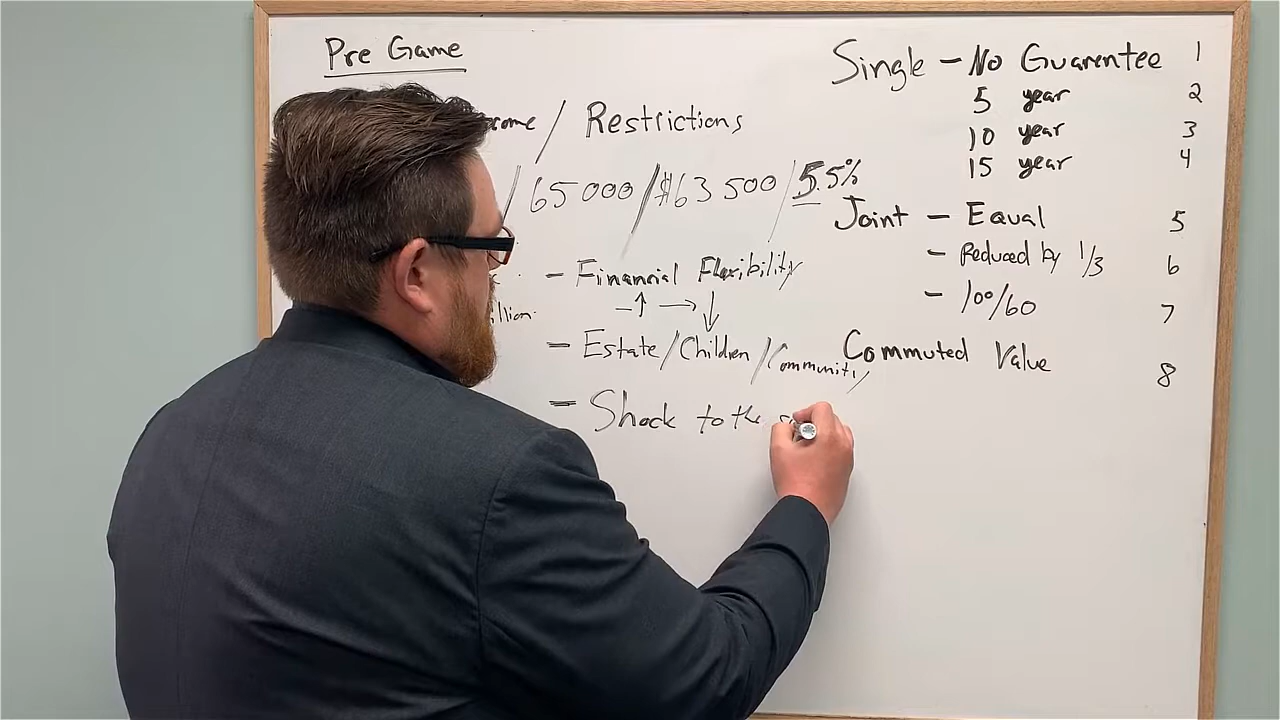 Pre Game
/ Restrictions
/ 65 000 / $63 500 / 5.5%
- Financial Flexibility
- Estate / Children / Community
- Shock to the
Single - No Guarentee 1
5 year 2
10 year 3
15 year 4
Joint - Equal 5
- Reduced by 1/3 6
- 100/60 7
Commuted Value 8